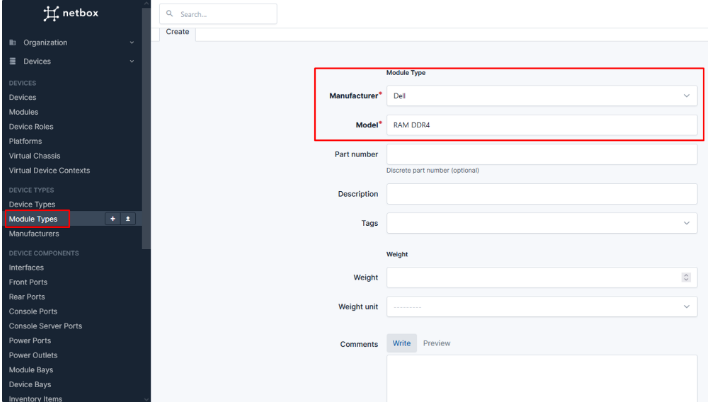 netbox
Search...
Create
Organization
Devices
DEVICES
Devices
Modules
Device Roles
Platforms
Virtual Chassis
Virtual Device Contexts
DEVICE TYPES
Device Types
Module Types
Manufacturers
DEVICE COMPONENTS
Interfaces
Front Ports
Rear Ports
Console Ports
Console Server Ports
Power Ports
Power Outlets
Module Bays
Device Bays
Inventory Items
Module Type
Manufacturer* Dell
Model* RAM DDR4
Part number
Discrete part number (optional)
Description
Tags
Weight
Weight
Weight unit ---------
Comments Write Preview